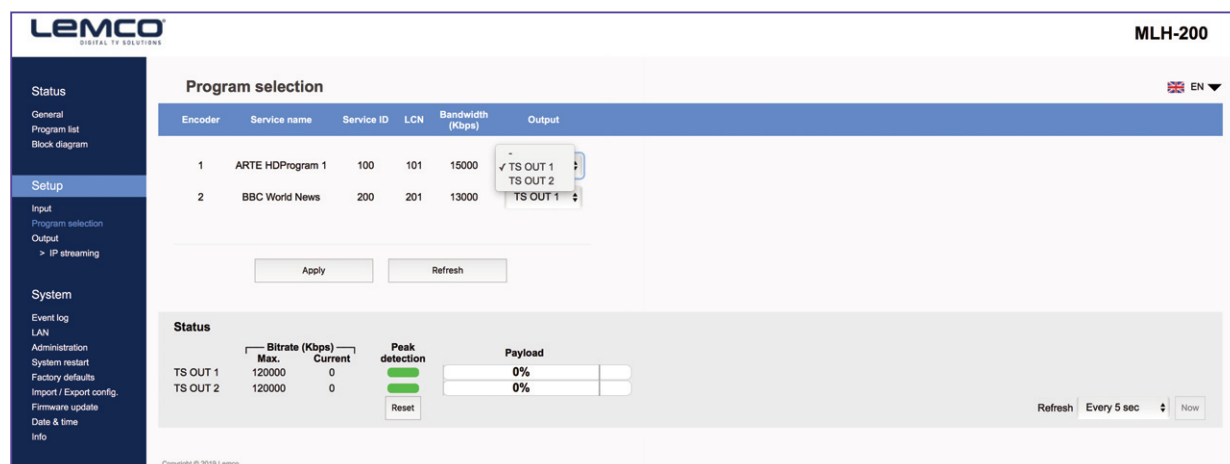 LEMCO
DIGITAL TV SOLUTIONS
MLH-200
Status
General
Program list
Block diagram
Setup
Input
Program selection
Output
> IP streaming
System
Event log
LAN
Administration
System restart
Factory defaults
Import / Export config.
Firmware update
Date & time
Info
Program selection
EN
Encoder Service name Service ID LCN Bandwidth (Kbps) Output
-
1 ARTE HDProgram 1 100 101 15000 ✓ TS OUT 1
TS OUT 2
2 BBC World News 200 201 13000 TS OUT 1
Apply Refresh
Status
Bitrate (Kbps) Peak detection Payload
Max. Current
TS OUT 1 120000 0 0%
TS OUT 2 120000 0 0%
Reset
Refresh Every 5 sec Now
Copyright © 2019 Lemco